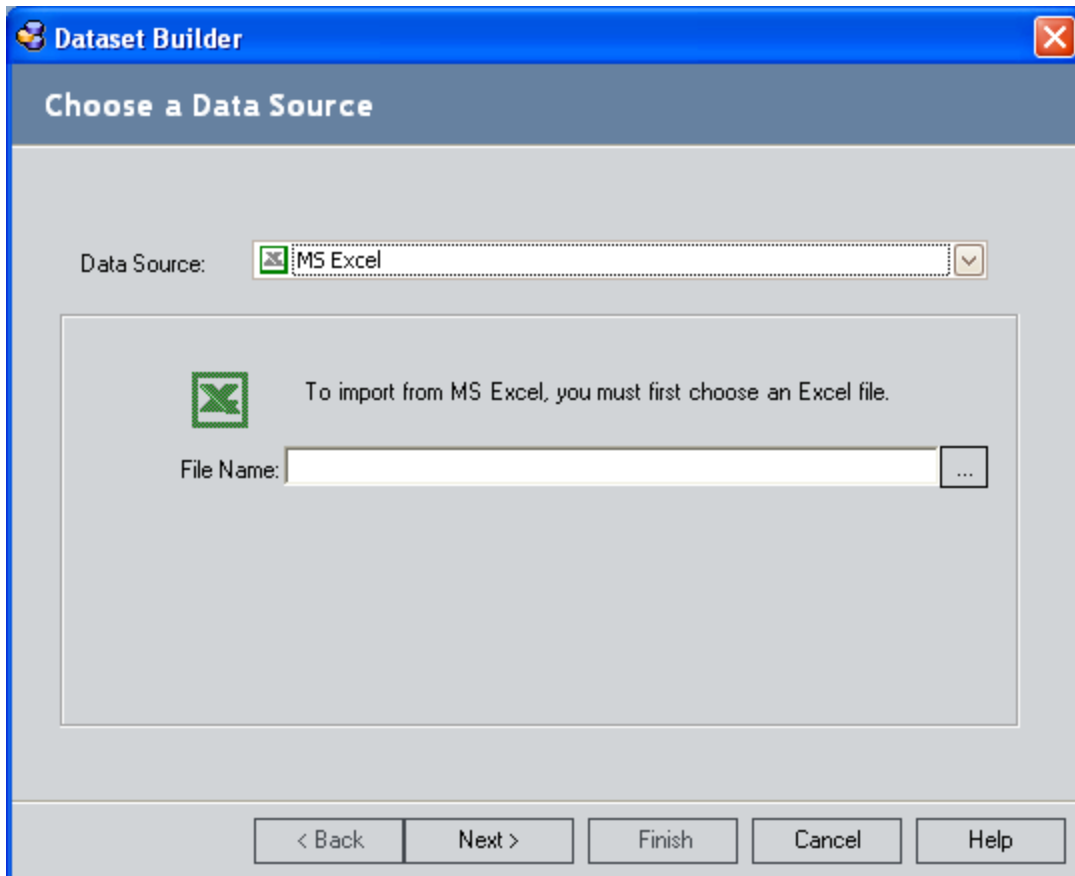 Dataset Builder
Choose a Data Source
Data Source: MS Excel
To import from MS Excel, you must first choose an Excel file.
File Name: ...
< Back Next > Finish Cancel Help